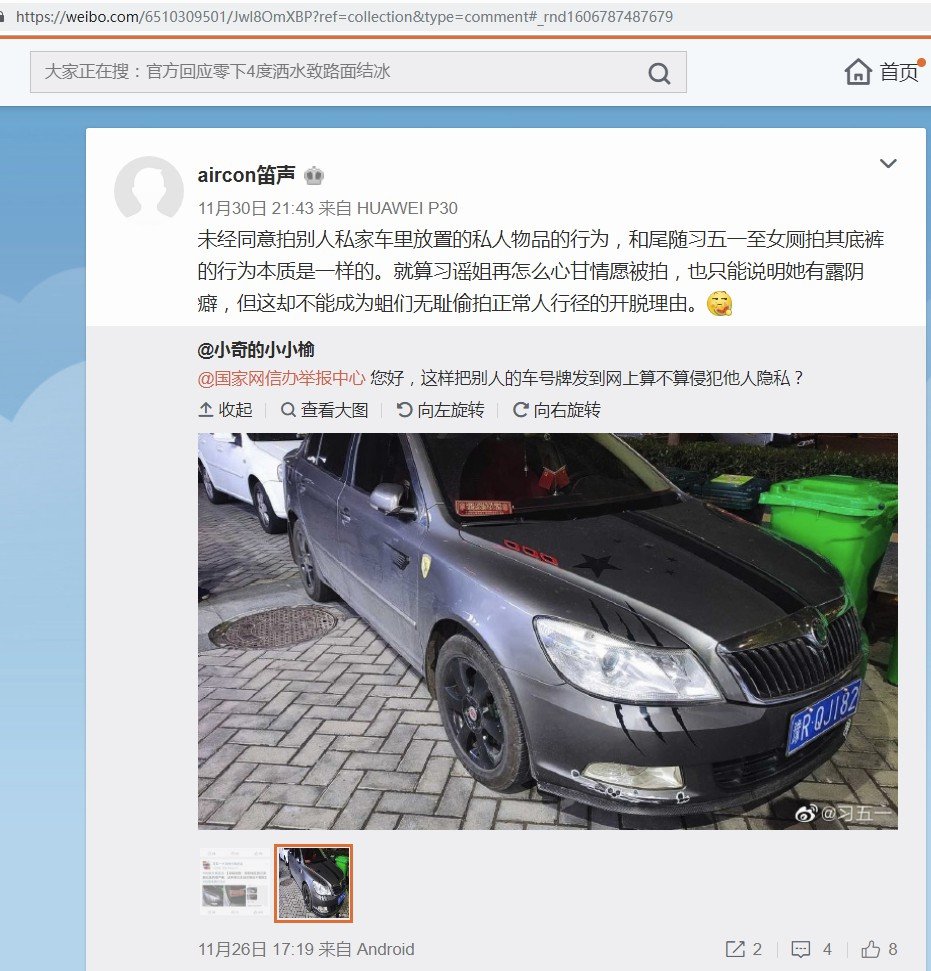 https://weibo.com/6510309501/Jwl8OmXBP?ref=collection&type=comment#_rnd1606787487679
大家正在搜：官方回应零下4度洒水致路面结冰
首页
aircon笛声
11月30日 21:43 来自 HUAWEI P30
未经同意拍别人私家车里放置的私人物品的行为，和尾随习五一至女厕拍其底裤
的行为本质是一样的。就算习谣姐再怎么心甘情愿被拍，也只能说明她有露阴
癖，但这却不能成为蛆们无耻偷拍正常人行径的开脱理由。
@小奇的小小榆
@国家网信办举报中心 您好，这样把别人的车号牌发到网上算不算侵犯他人隐私？
收起 查看大图 向左旋转 向右旋转
R·QJ182
@习五一
11月26日 17:19 来自 Android
2 4 8